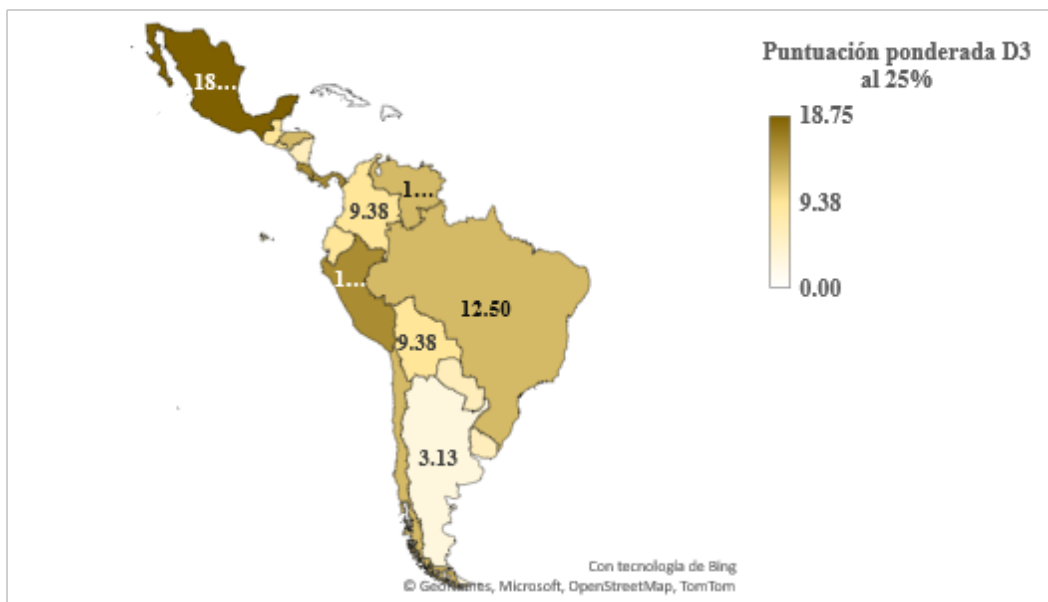 Puntuación ponderada D3
al 25%
18.75
9.38
0.00
18...
1...
9.38
1...
12.50
9.38
3.13
Con tecnología de Bing
© GeoNames, Microsoft, OpenStreetMap, TomTom